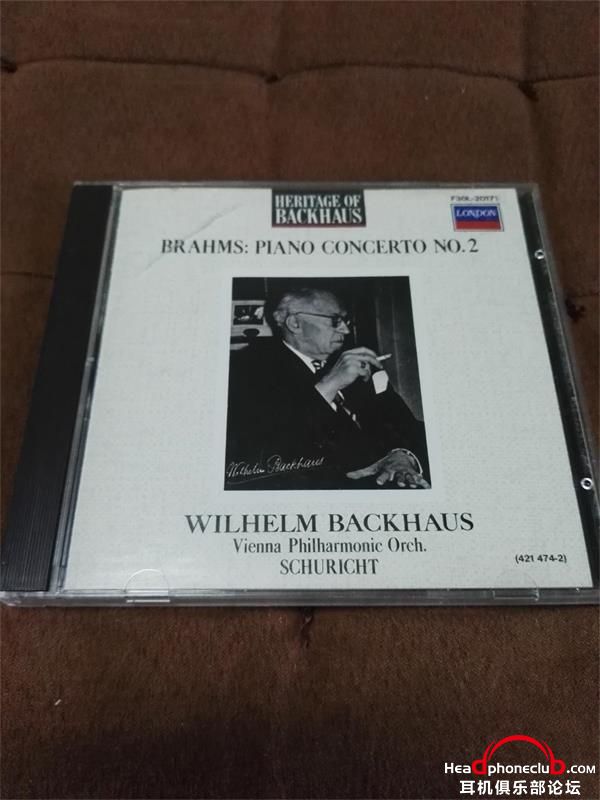 HERITAGE OF
BACKHAUS
F30L-20171
LONDON
BRAHMS: PIANO CONCERTO NO. 2
Wilhelm Backhaus
WILHELM BACKHAUS
Vienna Philharmonic Orch.
SCHURICHT
(421 474-2)
Headphoneclub.com
耳机俱乐部论坛